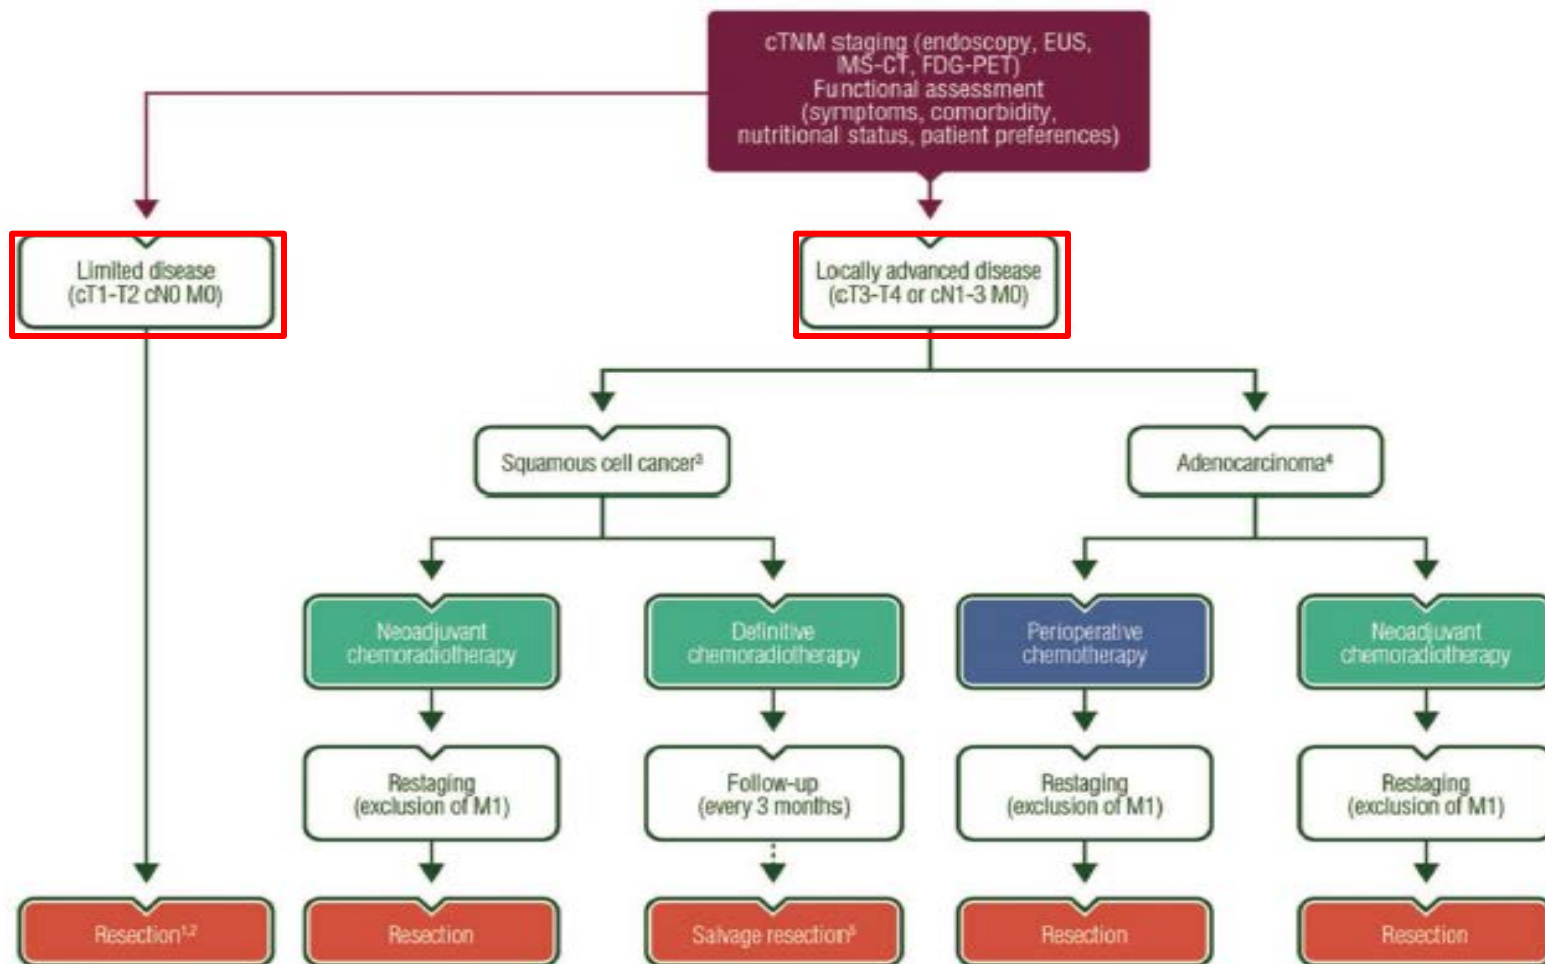 cTNM staging (endoscopy, EUS,
MS-CT, FDG-PET)
Functional assessment
(symptoms, comorbidity,
nutritional status, patient preferences)
Limited disease
(cT1-T2 cN0 M0)
Locally advanced disease
(cT3-T4 or cN1-3 M0)
Squamous cell cancer³
Adenocarcinoma⁴
Neoadjuvant
chemoradiotherapy
Definitive
chemoradiotherapy
Perioperative
chemotherapy
Neoadjuvant
chemoradiotherapy
Restaging
(exclusion of M1)
Follow-up
(every 3 months)
Restaging
(exclusion of M1)
Restaging
(exclusion of M1)
Resection¹,²
Resection
Salvage resection⁵
Resection
Resection